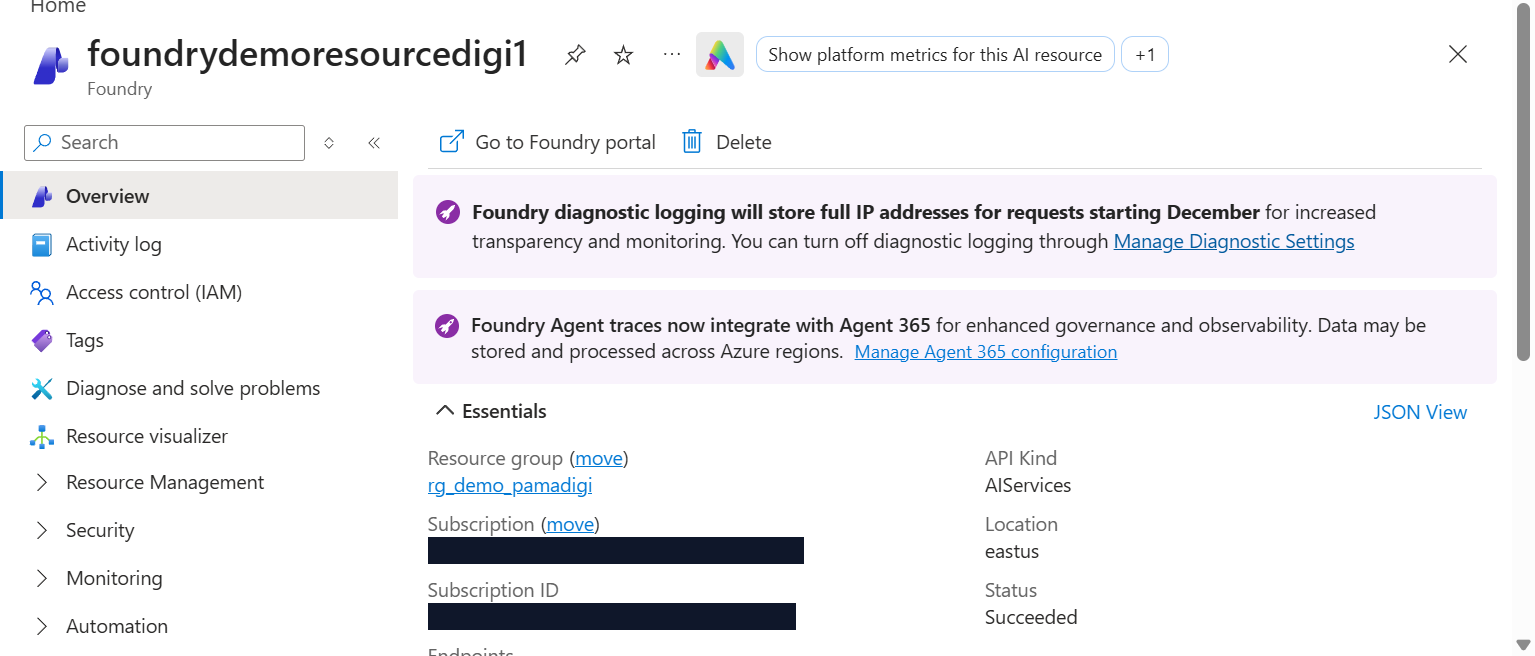 Home
foundrydemoresourcedigi1
Show platform metrics for this AI resource
+1
Foundry
Search
Overview
Activity log
Access control (IAM)
Tags
Diagnose and solve problems
Resource visualizer
Resource Management
Security
Monitoring
Automation
Go to Foundry portal
Delete
Foundry diagnostic logging will store full IP addresses for requests starting December for increased
transparency and monitoring. You can turn off diagnostic logging through Manage Diagnostic Settings
Foundry Agent traces now integrate with Agent 365 for enhanced governance and observability. Data may be
stored and processed across Azure regions. Manage Agent 365 configuration
Essentials
JSON View
Resource group (move)
rg_demo_pamadigi
Subscription (move)
Subscription ID
Endpoints
API Kind
AIServices
Location
eastus
Status
Succeeded